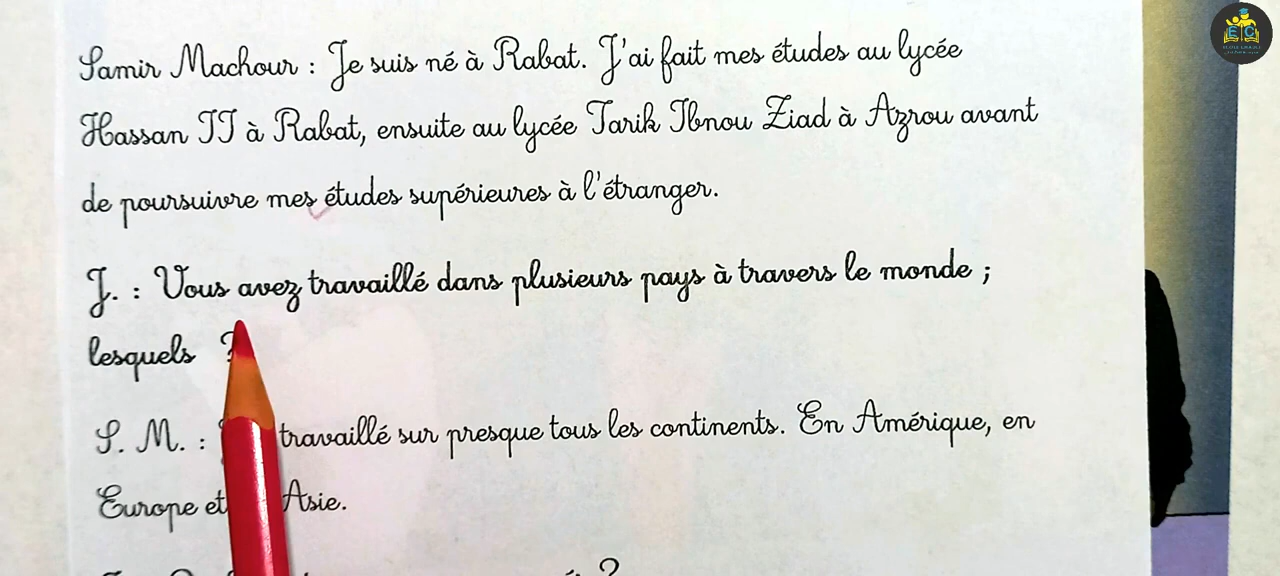 Samir Machour : Je suis né à Rabat. J'ai fait mes études au lycée
Hassan II à Rabat, ensuite au lycée Tarik Ibnou Ziad à Azrou avant
de poursuivre mes études supérieures à l'étranger.
J. : Vous avez travaillé dans plusieurs pays à travers le monde ;
lesquels ?
S. M. : travaillé sur presque tous les continents. En Amérique, en
Europe et Asie.
EC